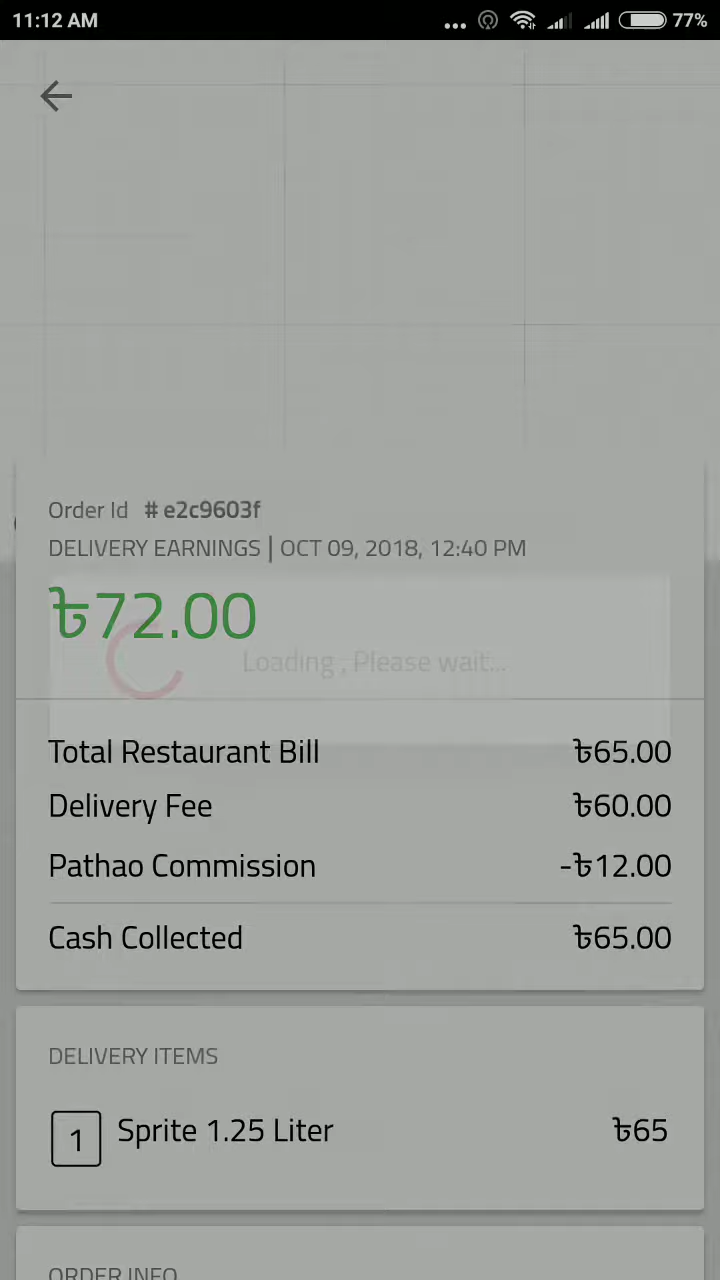 11:12 AM
77%
Order Id # e2c9603f
DELIVERY EARNINGS | OCT 09, 2018, 12:40 PM
৳72.00
Loading , Please wait...
Total Restaurant Bill ৳65.00
Delivery Fee ৳60.00
Pathao Commission -৳12.00
Cash Collected ৳65.00
DELIVERY ITEMS
1 Sprite 1.25 Liter ৳65
ORDER INFO